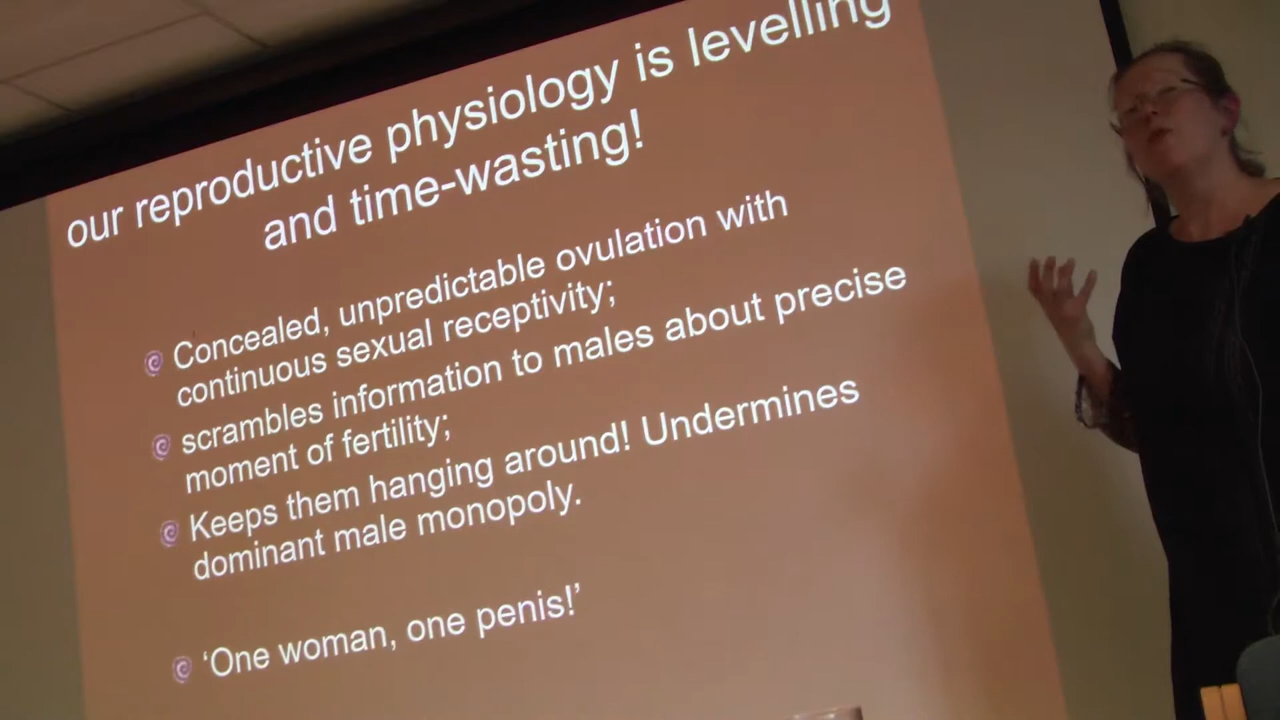 our reproductive physiology is levelling
and time-wasting!
Concealed, unpredictable ovulation with
continuous sexual receptivity;
scrambles information to males about precise
moment of fertility;
Keeps them hanging around! Undermines
dominant male monopoly.
‘One woman, one penis!’